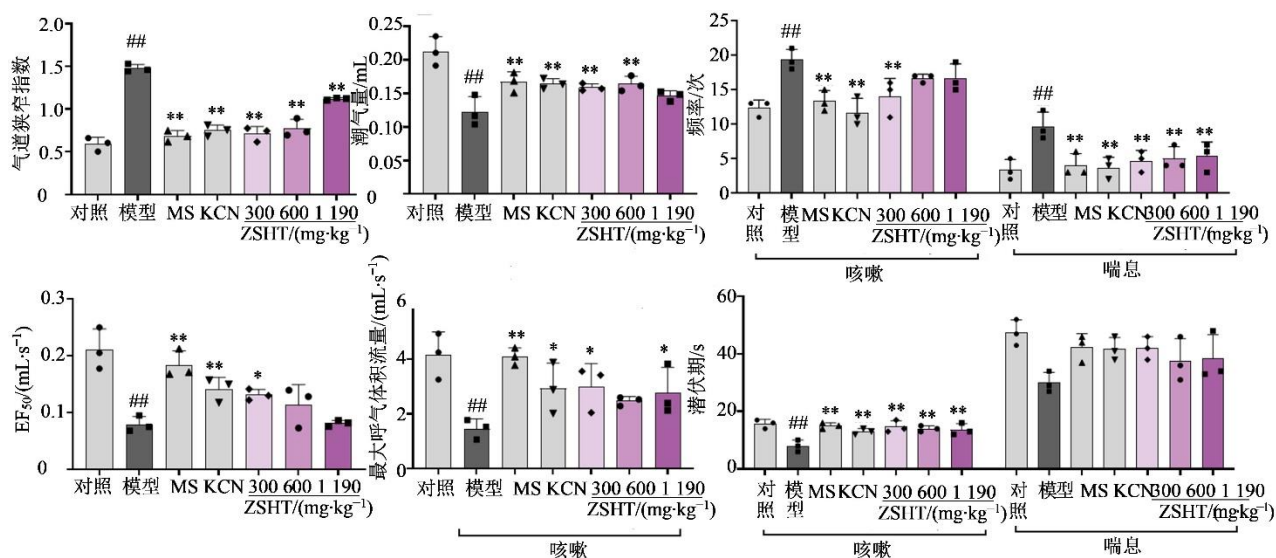 气道狭窄指数
2.0
1.5
1.0
0.5
0
##
**
**
**
**
**
对照 模型 MS KCN 300 600 1 190
ZSHT/(mg·kg⁻¹)
潮气量/mL
0.25
0.20
0.15
0.10
0.05
0
##
**
**
**
**
对照 模型 MS KCN 300 600 1 190
ZSHT/(mg·kg⁻¹)
频率/次
25
20
15
10
5
0
##
**
**
**
对照 模型 MS KCN 300 600 1 190
ZSHT/(mg·kg⁻¹)
咳嗽
##
**
**
**
**
**
对照 模型 MS KCN 300 600 1 190
ZSHT/(mg·kg⁻¹)
喘息
EF₅₀/(mL·s⁻¹)
0.3
0.2
0.1
0
##
**
**
*
对照 模型 MS KCN 300 600 1 190
ZSHT/(mg·kg⁻¹)
最大呼气体积流量/(mL·s⁻¹)
6
4
2
0
##
**
*
*
*
对照 模型 MS KCN 300 600 1 190
ZSHT/(mg·kg⁻¹)
咳嗽
潜伏期/s
60
40
20
0
##
**
**
**
**
**
对照 模型 MS KCN 300 600 1 190
ZSHT/(mg·kg⁻¹)
咳嗽
对照 模型 MS KCN 300 600 1 190
ZSHT/(mg·kg⁻¹)
喘息